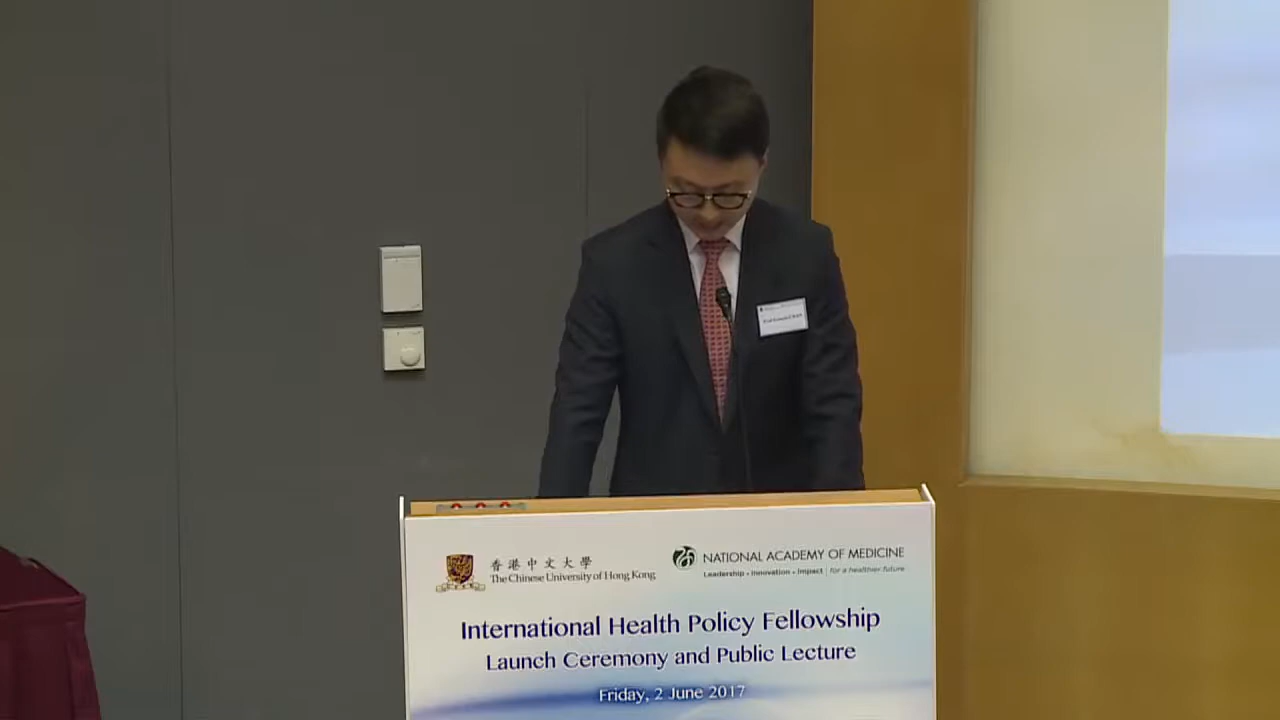 香港中文大學
The Chinese University of Hong Kong
NATIONAL ACADEMY OF MEDICINE
Leadership • Innovation • Impact | for a healthier future
International Health Policy Fellowship
Launch Ceremony and Public Lecture
Friday, 2 June 2017